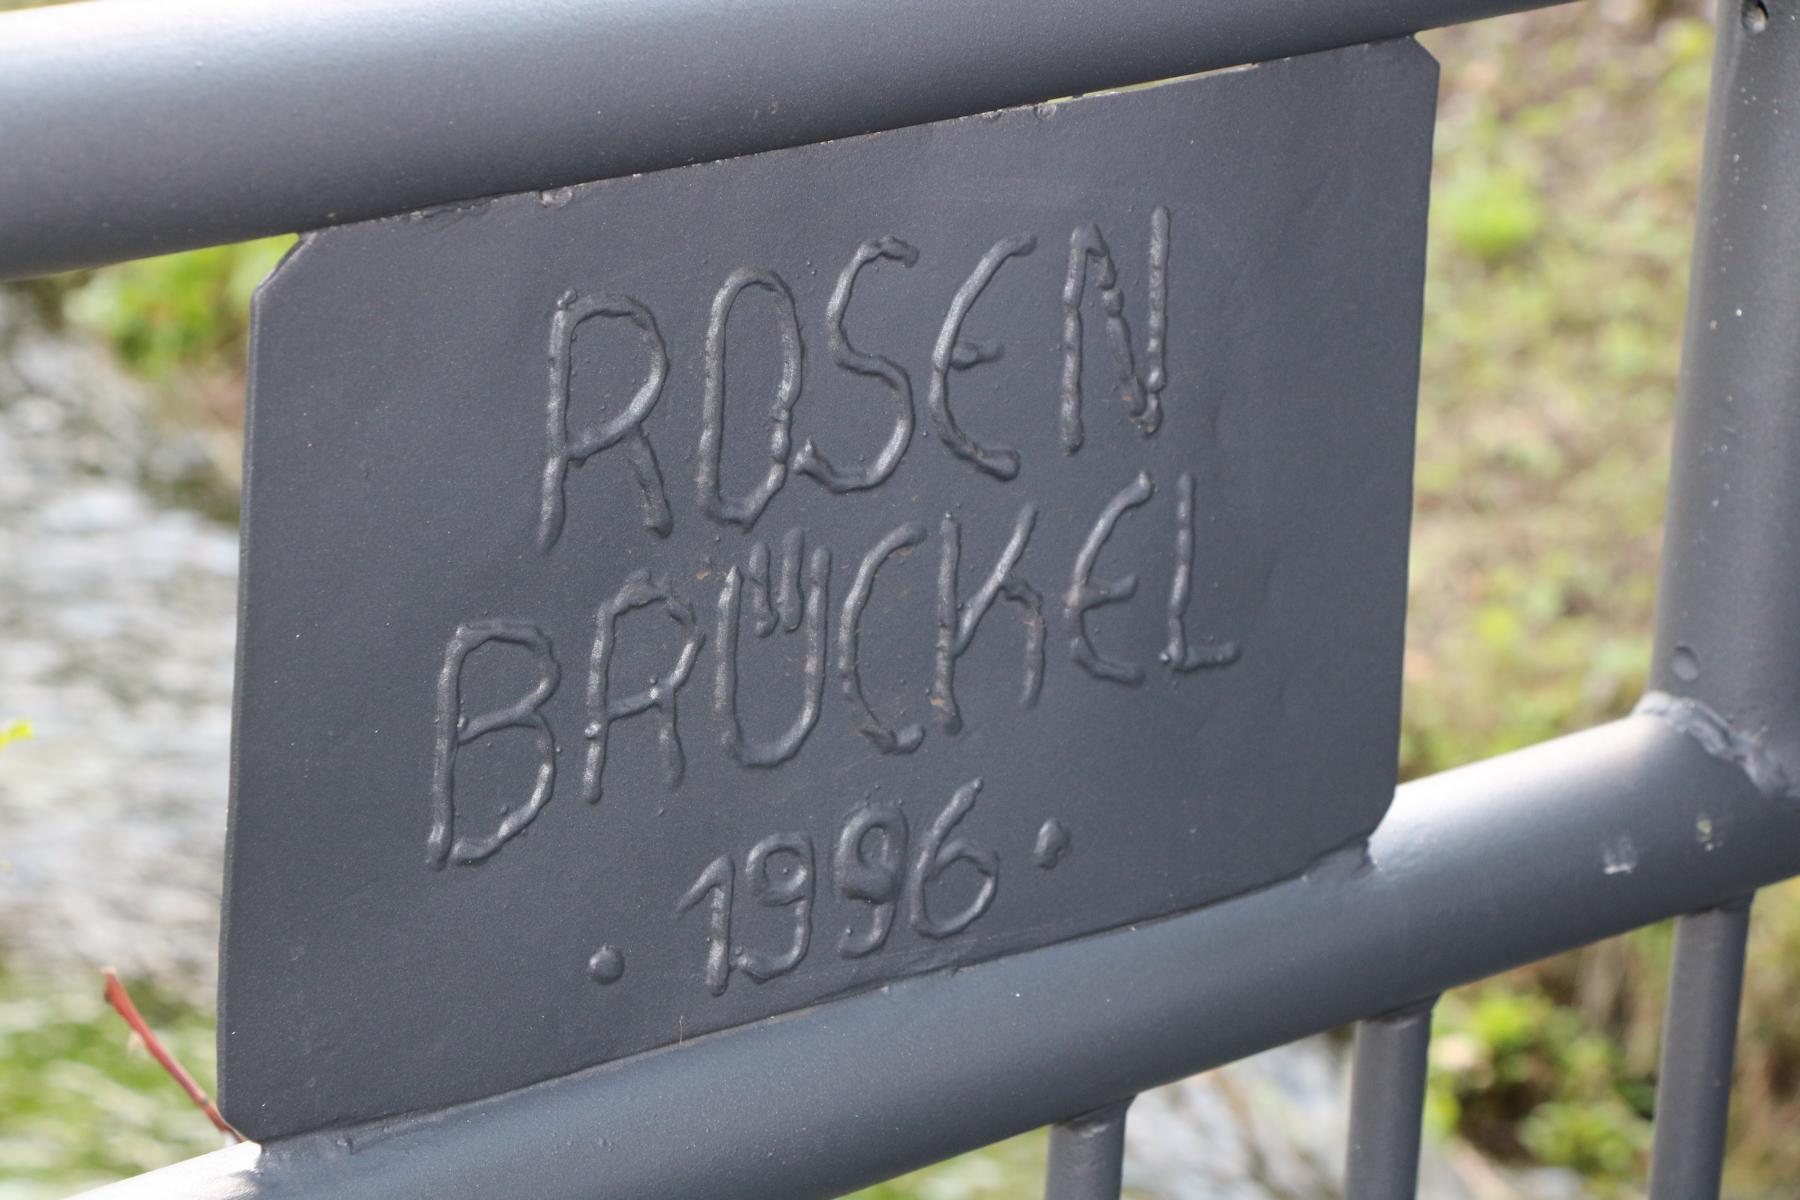 ROSEN
BRÜCKEL
· 1996 ·